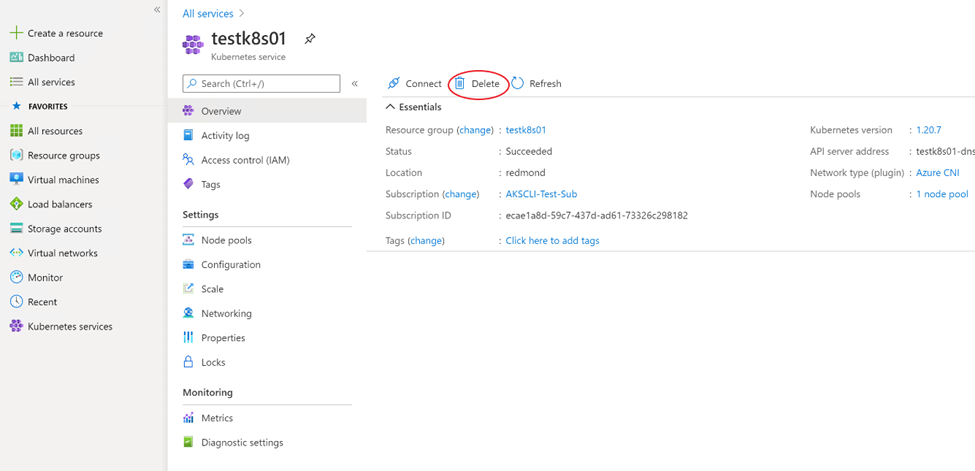 «
Create a resource
Dashboard
All services
FAVORITES
All resources
Resource groups
Virtual machines
Load balancers
Storage accounts
Virtual networks
Monitor
Recent
Kubernetes services
All services >
testk8s01
Kubernetes service
Search (Ctrl+/)
«
Overview
Activity log
Access control (IAM)
Tags
Settings
Node pools
Configuration
Scale
Networking
Properties
Locks
Monitoring
Metrics
Diagnostic settings
Connect Delete Refresh
Essentials
Resource group (change) : testk8s01
Status : Succeeded
Location : redmond
Subscription (change) : AKSCLI-Test-Sub
Subscription ID : ecae1a8d-59c7-437d-ad61-73326c298182
Tags (change) : Click here to add tags
Kubernetes version : 1.20.7
API server address : testk8s01-dns
Network type (plugin) : Azure CNI
Node pools : 1 node pool